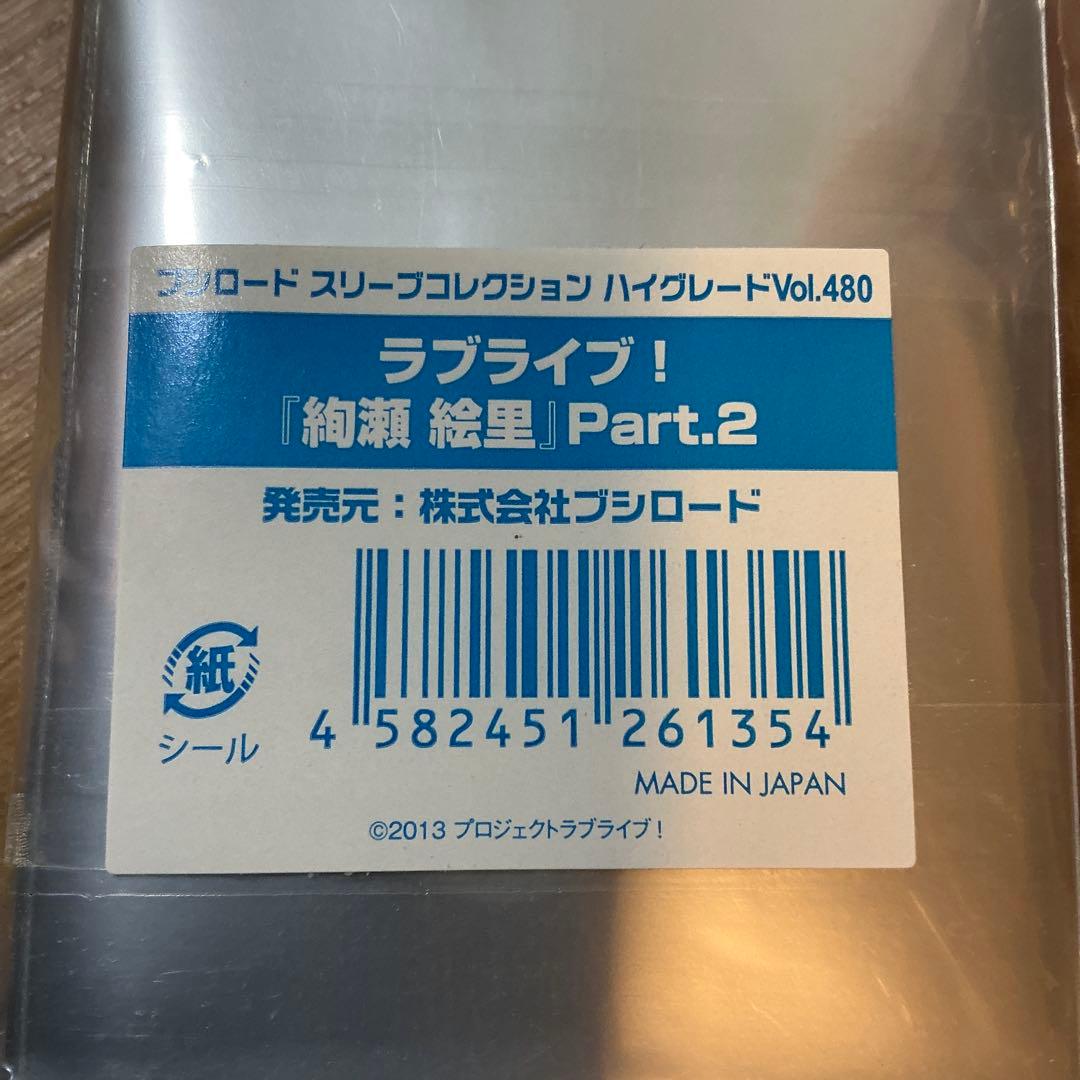 ブシロード スリーブコレクション ハイグレードVol.480
ラブライブ!
『絢瀬 絵里』Part.2
発売元:株式会社ブシロード
紙
シール
4 582451 261354
MADE IN JAPAN
©2013 プロジェクトラブライブ!